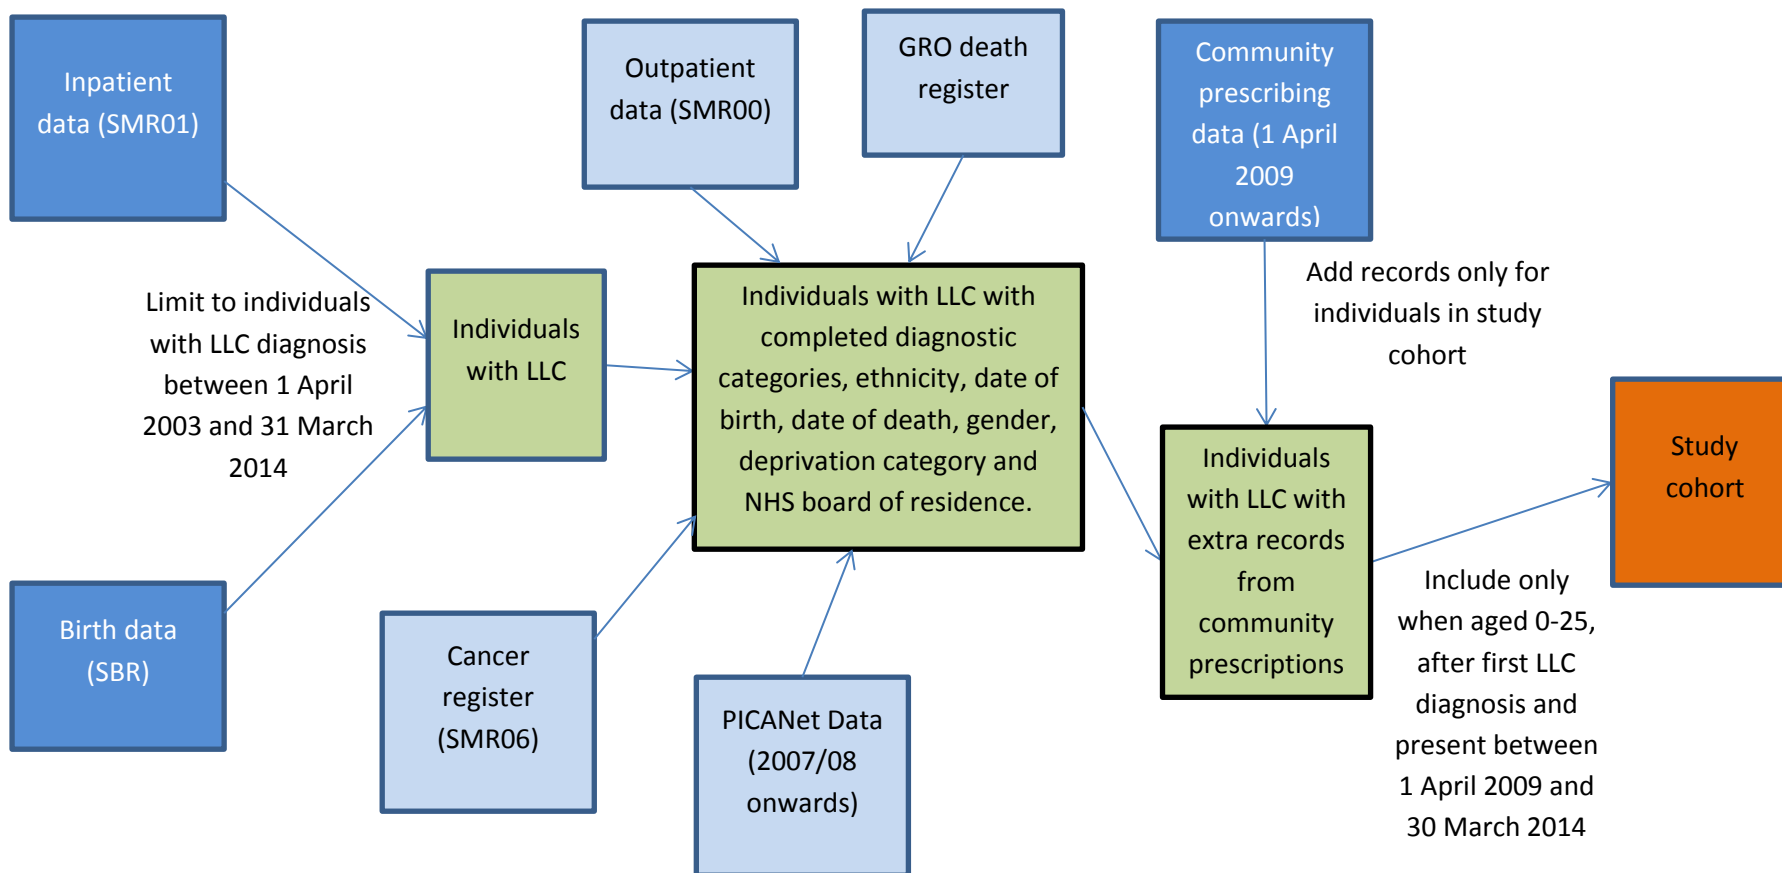 Inpatient
data (SMR01)
Outpatient
data (SMR00)
GRO death
register
Community
prescribing
data (1 April
2009
onwards)
Limit to individuals
with LLC diagnosis
between 1 April
2003 and 31 March
2014
Individuals
with LLC
Individuals with LLC with
completed diagnostic
categories, ethnicity, date of
birth, date of death, gender,
deprivation category and
NHS board of residence.
Add records only for
individuals in study
cohort
Individuals
with LLC with
extra records
from
community
prescriptions
Study
cohort
Include only
when aged 0-25,
after first LLC
diagnosis and
present between
1 April 2009 and
30 March 2014
Birth data
(SBR)
Cancer
register
(SMR06)
PICANet Data
(2007/08
onwards)